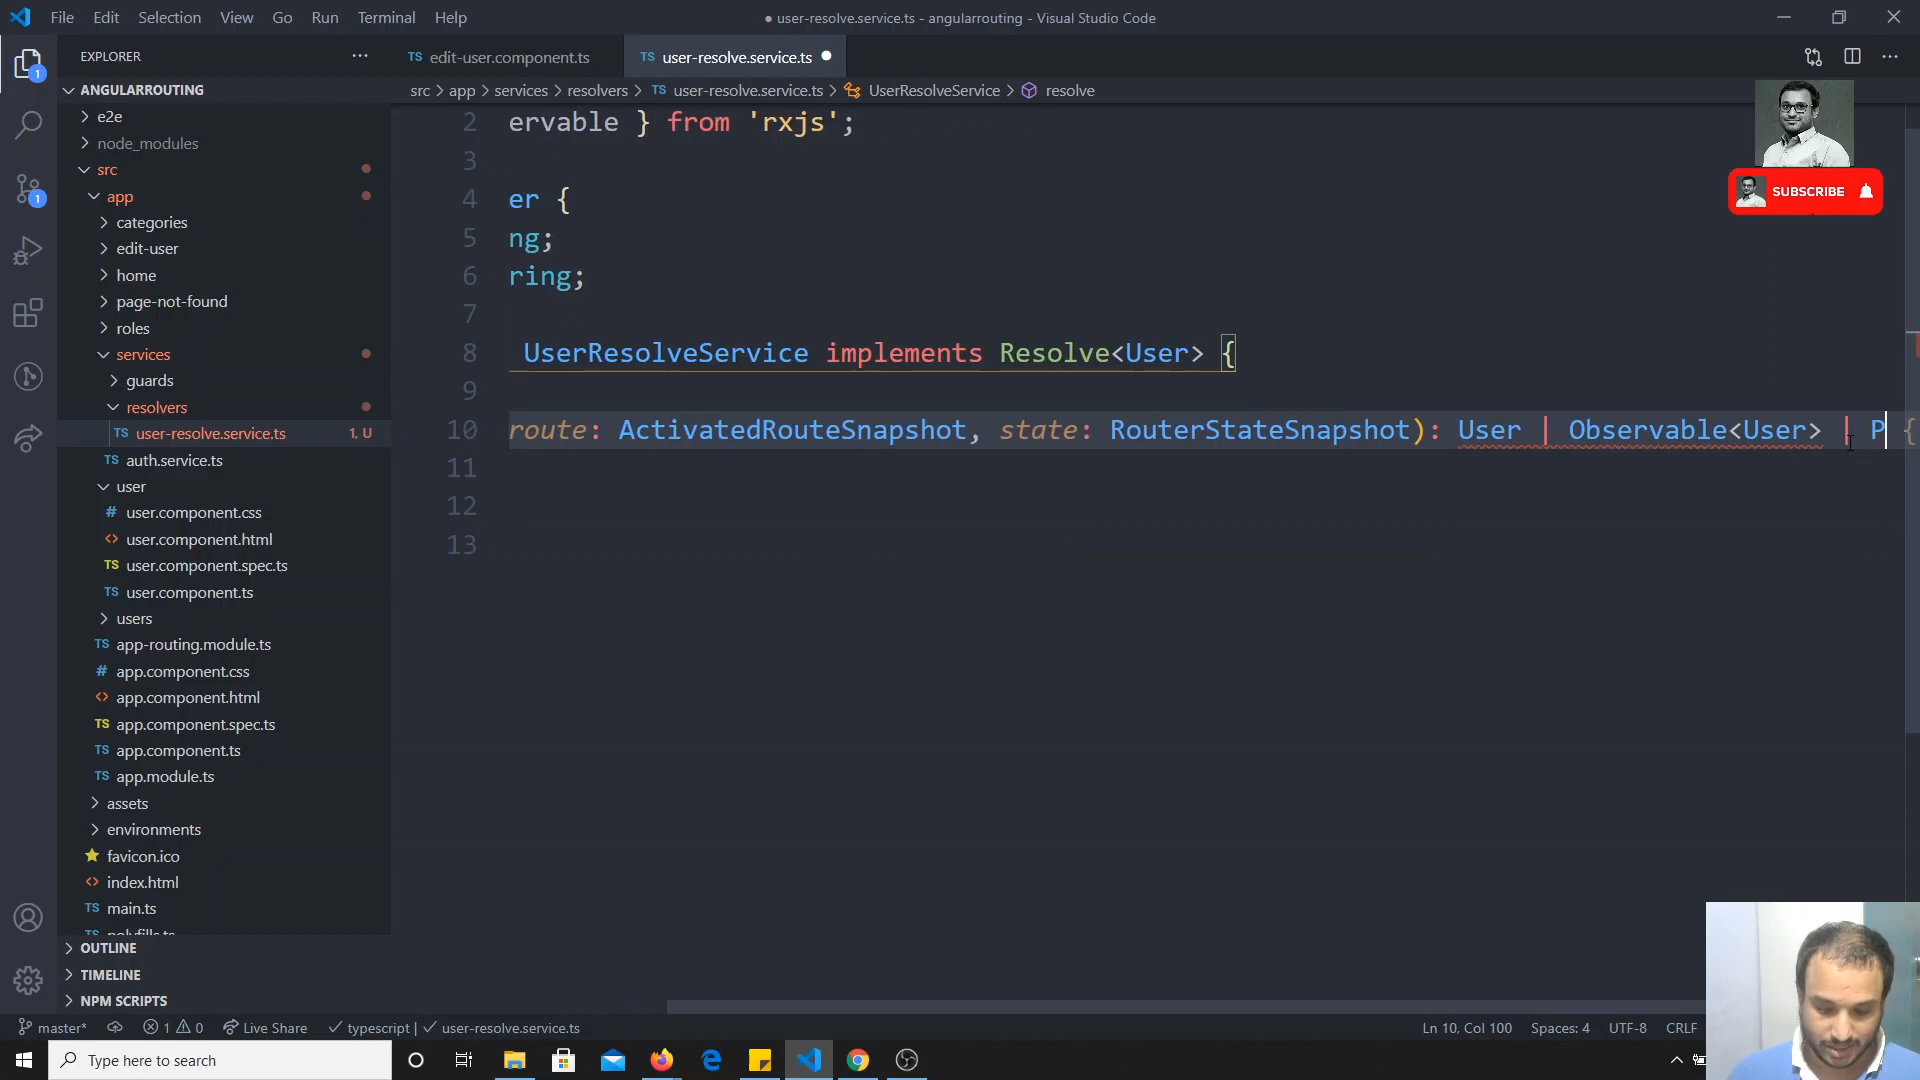 File Edit Selection View Go Run Terminal Help
● user-resolve.service.ts - angularrouting - Visual Studio Code
EXPLORER ···
TS edit-user.component.ts
TS user-resolve.service.ts ●
src > app > services > resolvers > TS user-resolve.service.ts > UserResolveService > resolve
ANGULARROUTING
e2e
node_modules
src
app
categories
edit-user
home
page-not-found
roles
services
guards
resolvers
TS user-resolve.service.ts 1, U
TS auth.service.ts
user
# user.component.css
<> user.component.html
TS user.component.spec.ts
TS user.component.ts
users
TS app-routing.module.ts
# app.component.css
<> app.component.html
TS app.component.spec.ts
TS app.component.ts
TS app.module.ts
assets
environments
favicon.ico
<> index.html
TS main.ts
TS polyfills.ts
OUTLINE
TIMELINE
NPM SCRIPTS
1
1
2 ervable } from 'rxjs';
3
4 er {
5 ng;
6 ring;
7
8 UserResolveService implements Resolve<User> {
9
10 route: ActivatedRouteSnapshot, state: RouterStateSnapshot): User | Observable<User> | P {
11
12
13
SUBSCRIBE
master* 1 0 Live Share ✓ typescript | ✓ user-resolve.service.ts
Ln 10, Col 100 Spaces: 4 UTF-8 CRLF
Type here to search